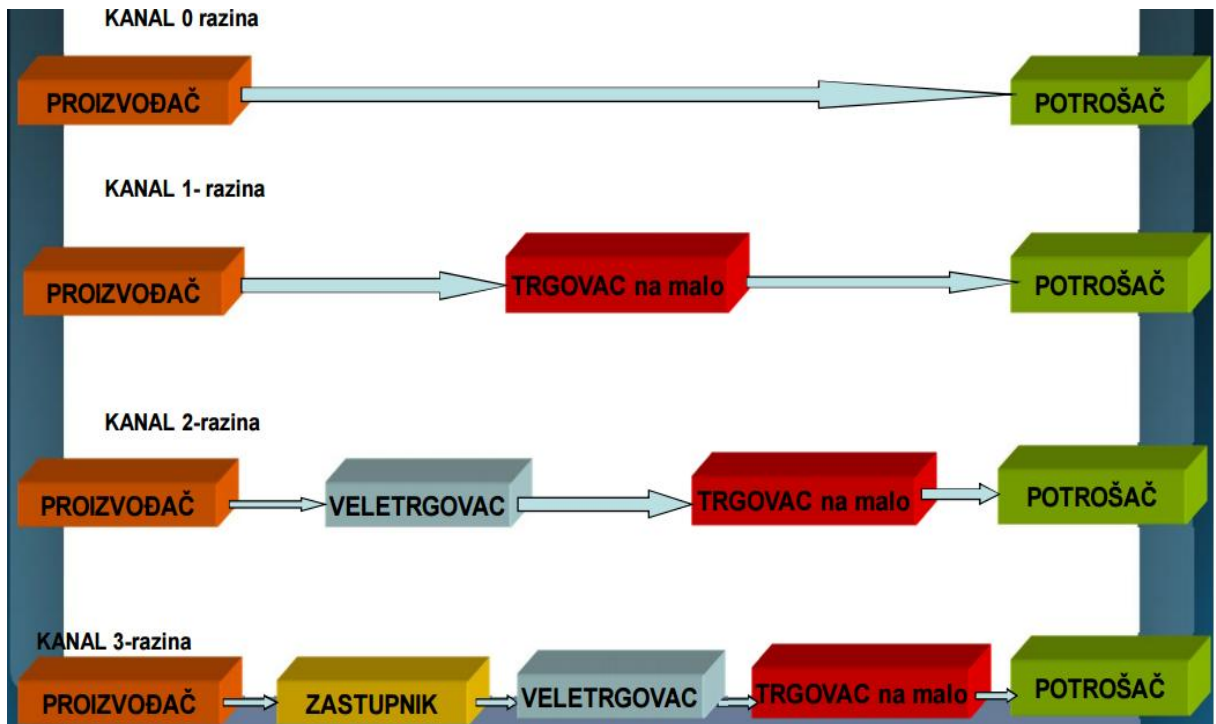 KANAL 0 razina
PROIZVOĐAČ POTROŠAČ
KANAL 1- razina
PROIZVOĐAČ TRGOVAC na malo POTROŠAČ
KANAL 2-razina
PROIZVOĐAČ VELETRGOVAC TRGOVAC na malo POTROŠAČ
KANAL 3-razina
PROIZVOĐAČ ZASTUPNIK VELETRGOVAC TRGOVAC na malo POTROŠAČ